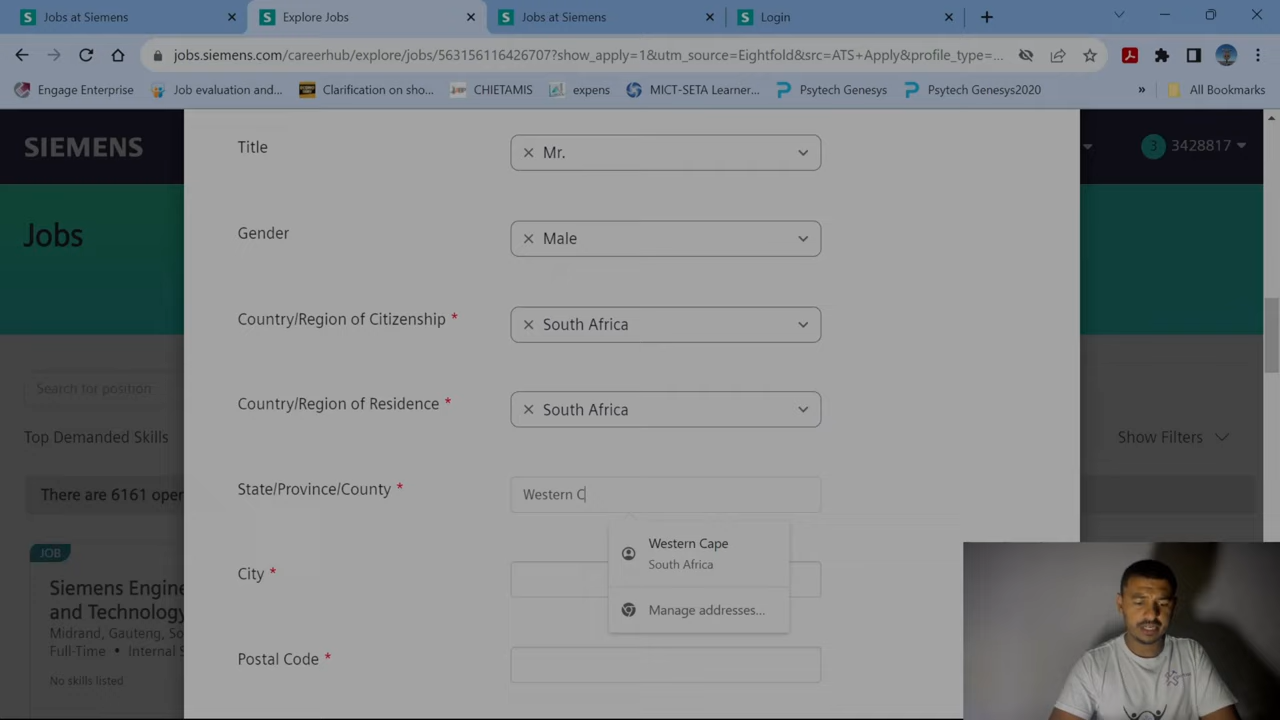 Jobs at Siemens
Explore Jobs
Jobs at Siemens
Login
jobs.siemens.com/careerhub/explore/jobs/563156116426707?show_apply=1&utm_source=Eightfold&src=ATS+Apply&profile_type=...
Engage Enterprise
Job evaluation and...
Clarification on sho...
CHIETAMIS
expens
MICT-SETA Learner...
Psytech Genesys
Psytech Genesys2020
»
All Bookmarks
SIEMENS
3 3428817
Jobs
Title
Mr.
Gender
Male
Country/Region of Citizenship *
South Africa
Country/Region of Residence *
South Africa
Search for position
Top Demanded Skills
Show Filters
State/Province/County *
Western C
There are 6161 oper
Western Cape
South Africa
Manage addresses...
City *
JOB
Siemens Engine
and Technology
Midrand, Gauteng, So
Full-Time • Internal S
No skills listed
Postal Code *